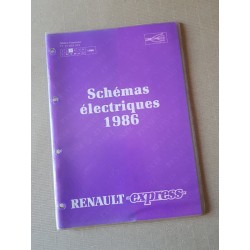 Schémas
électriques
1986
RENAULT express